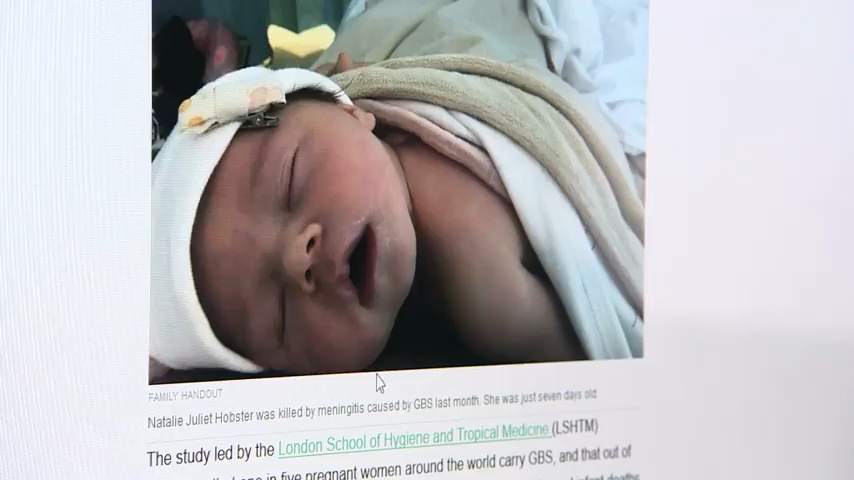 FAMILY HANDOUT
Natalie Juliet Hobster was killed by meningitis caused by GBS last month. She was just seven days old.
The study led by the London School of Hygiene and Tropical Medicine (LSHTM)
one in five pregnant women around the world carry GBS, and that out of
infant deaths